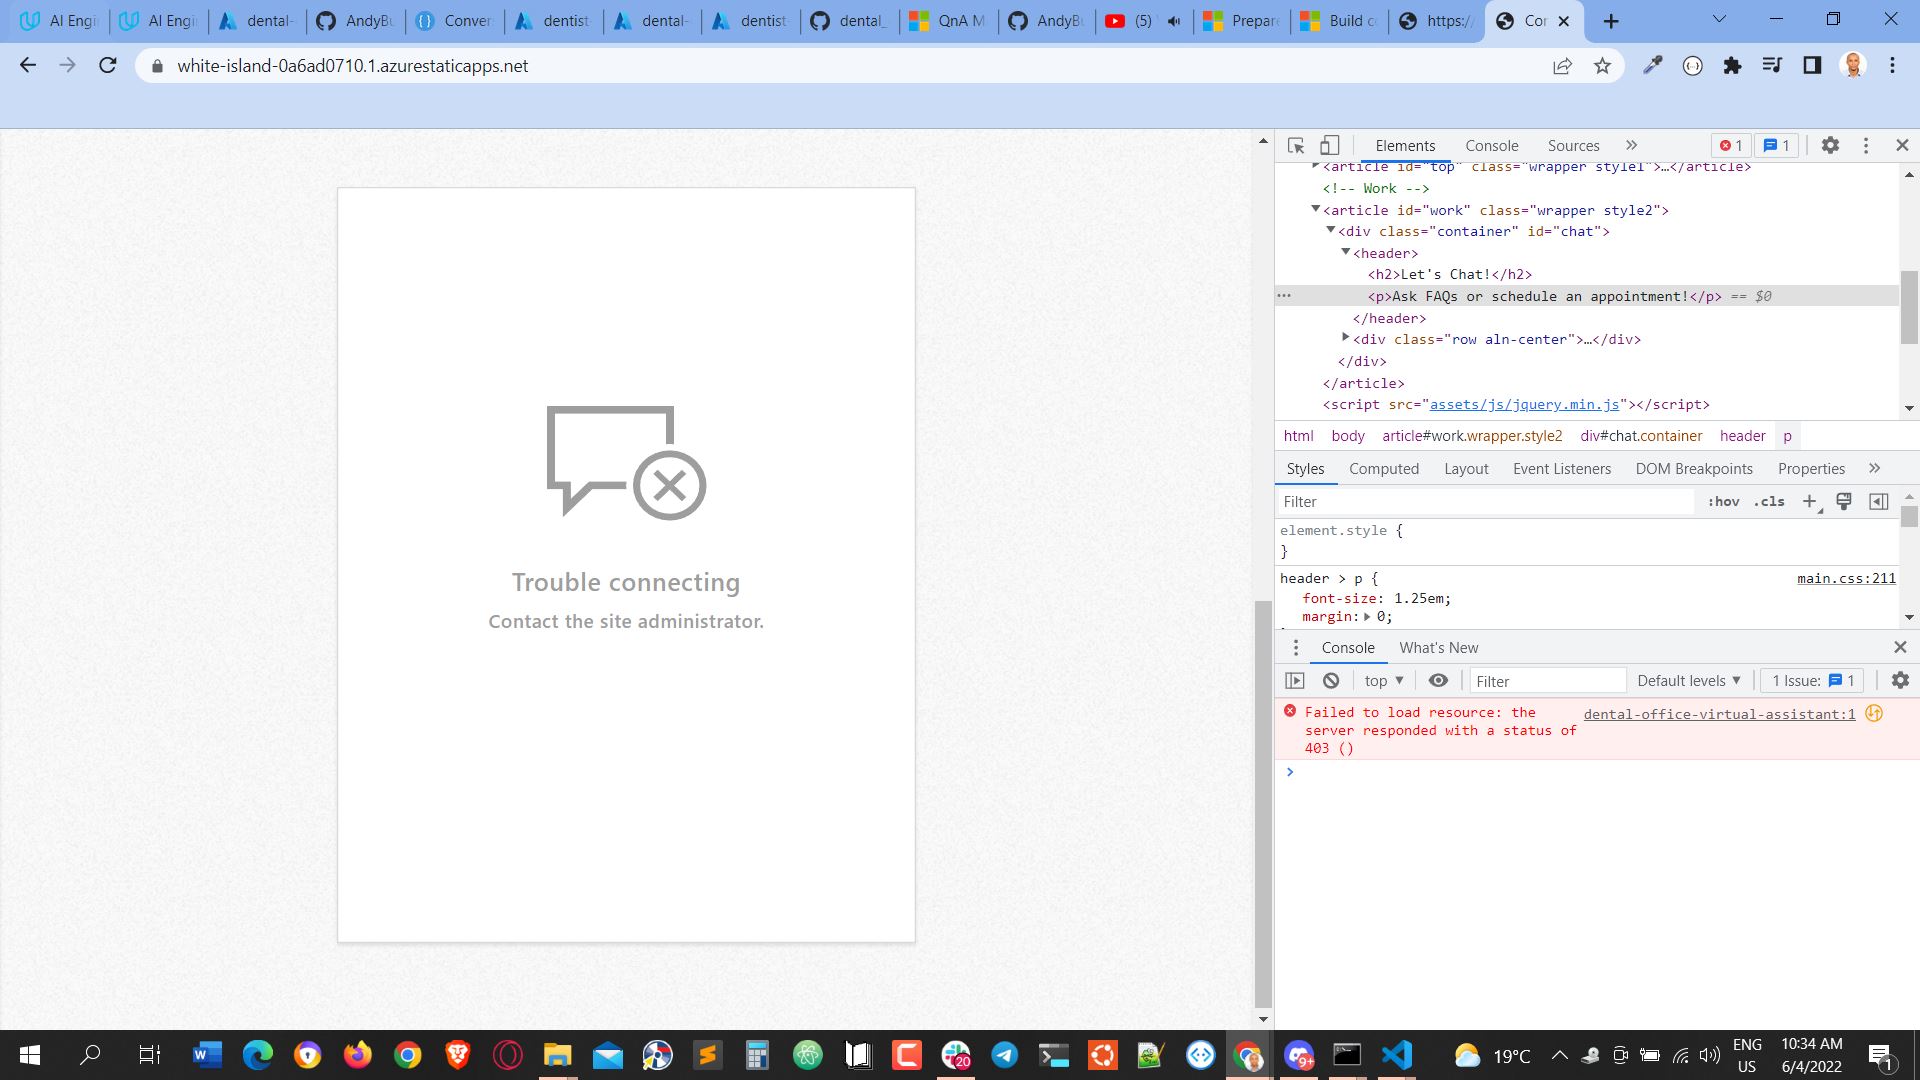 AI Engi
AI Engi
dental-
AndyBu
Conver
dentist-
dental-
dentist-
dental_
QnA M
AndyBu
(5)
Prepare
Build co
https:/
Cor
white-island-0a6ad0710.1.azurestaticapps.net
Trouble connecting
Contact the site administrator.
Elements Console Sources
1
1
<article id="top" class="wrapper style1">…</article>
<!-- Work -->
<article id="work" class="wrapper style2">
<div class="container" id="chat">
<header>
<h2>Let's Chat!</h2>
<p>Ask FAQs or schedule an appointment!</p> == $0
</header>
<div class="row aln-center">…</div>
</div>
</article>
<script src="assets/js/jquery.min.js"></script>
html body article#work.wrapper.style2 div#chat.container header p
Styles Computed Layout Event Listeners DOM Breakpoints Properties
Filter :hov .cls
element.style {
}
header > p { main.css:211
font-size: 1.25em;
margin: 0;
Console What's New
top Filter Default levels 1 Issue: 1
Failed to load resource: the dental-office-virtual-assistant:1
server responded with a status of
403 ()
20
9+
19°C
ENG
US
10:34 AM
6/4/2022
1